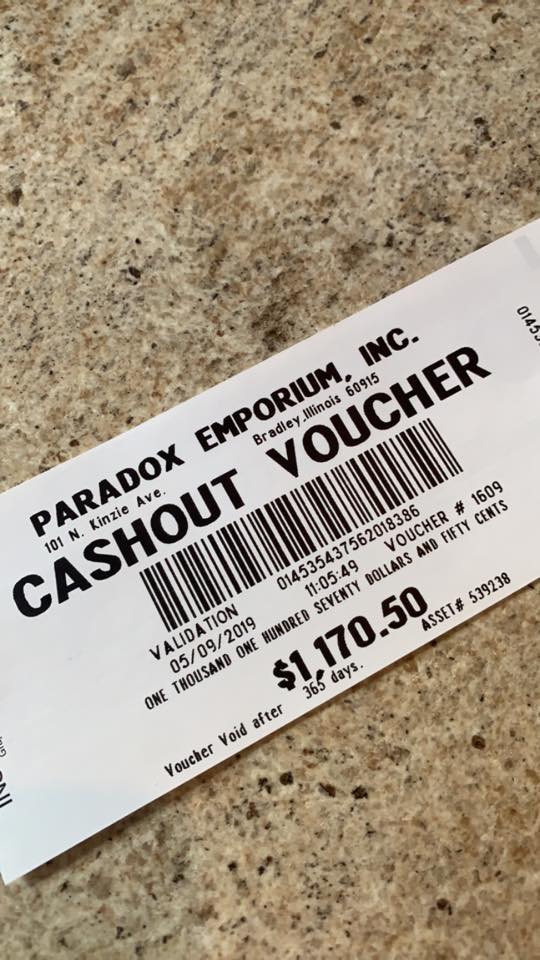 PARADOX EMPORIUM, INC.
101 N. Kinzie Ave. Bradley,Illinois 60915
CASHOUT VOUCHER
VALIDATION 01453543756201838​6
05/09/2019 11:05:49 VOUCHER # 1609
ONE THOUSAND ONE HUNDRED SEVENTY DOLLARS AND FIFTY CENTS
$1,170.50
Voucher Void after 365 days. ASSET# 539238